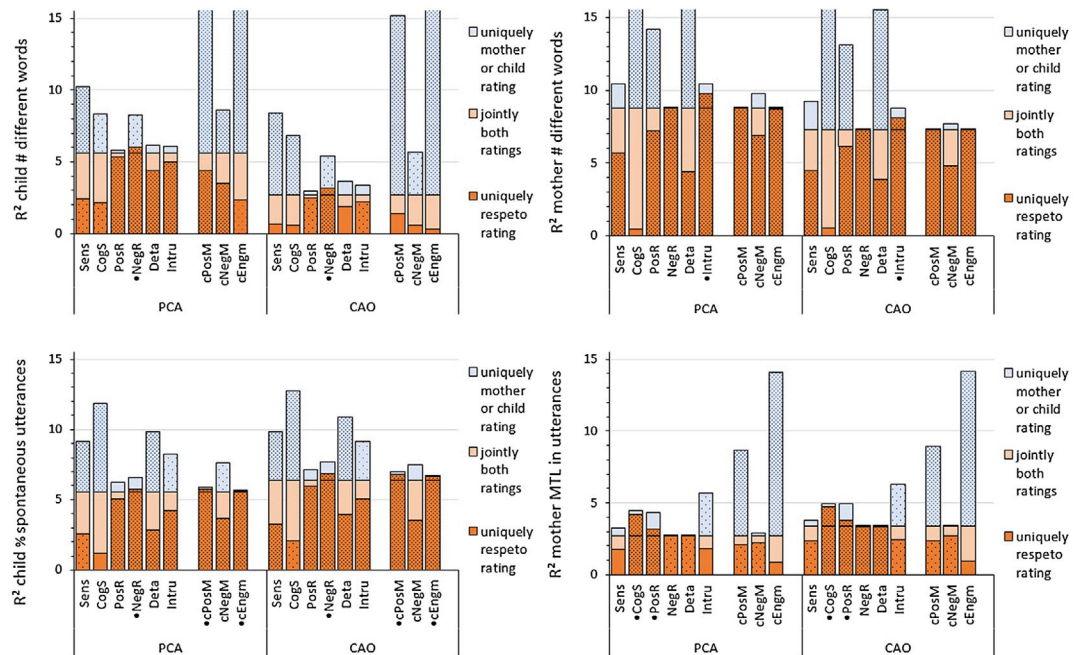 R² child # different words
15
10
5
0
Sens
CogS
PosR
•NegR
Deta
Intru
cPosM
cNegM
cEngm
Sens
CogS
PosR
•NegR
Deta
Intru
cPosM
cNegM
cEngm
PCA
CAO
uniquely
mother
or child
rating
jointly
both
ratings
uniquely
respeto
rating
R² mother # different words
15
10
5
0
Sens
CogS
PosR
NegR
Deta
•Intru
cPosM
cNegM
cEngm
Sens
CogS
PosR
NegR
Deta
•Intru
cPosM
cNegM
cEngm
PCA
CAO
uniquely
mother
or child
rating
jointly
both
ratings
uniquely
respeto
rating
R² child % spontaneous utterances
15
10
5
0
Sens
CogS
PosR
•NegR
Deta
Intru
•cPosM
cNegM
•cEngm
Sens
CogS
PosR
•NegR
Deta
Intru
•cPosM
cNegM
•cEngm
PCA
CAO
uniquely
mother
or child
rating
jointly
both
ratings
uniquely
respeto
rating
R² mother MTL in utterances
15
10
5
0
Sens
•CogS
•PosR
NegR
Deta
Intru
cPosM
cNegM
cEngm
Sens
•CogS
•PosR
NegR
Deta
Intru
cPosM
cNegM
cEngm
PCA
CAO
uniquely
mother
or child
rating
jointly
both
ratings
uniquely
respeto
rating